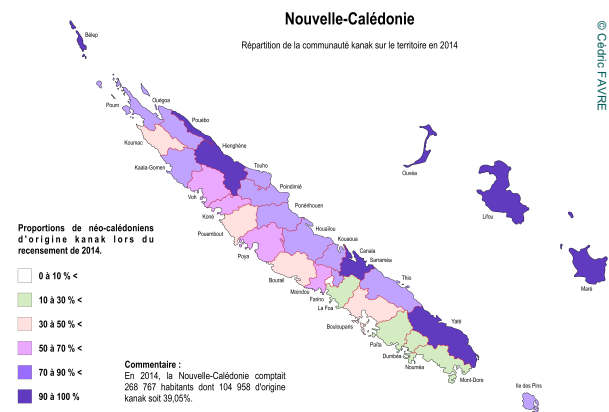 Nouvelle-Calédonie
Répartition de la communauté kanak sur le territoire en 2014
© Cédric FAVRE
Bélep
Poum
Ouégoa
Pouébo
Koumac
Hienghène
Kaala-Gomen
Touho
Voh
Poindimié
Koné
Ponérihouen
Pouembout
Houaïlou
Poya
Kouaoua
Canala
Sarraméa
Bourail
Moindou
Farino
La Foa
Thio
Boulouparis
Yaté
Païta
Dumbéa
Nouméa
Mont-Dore
Ouvéa
Lifou
Maré
Ile des Pins
Proportions de néo-calédoniens
d'origine kanak lors du
recensement de 2014.
0 à 10 % <
10 à 30 % <
30 à 50 % <
50 à 70 % <
70 à 90 % <
90 à 100 %
Commentaire :
En 2014, la Nouvelle-Calédonie comptait
268 767 habitants dont 104 958 d'origine
kanak soit 39,05%.